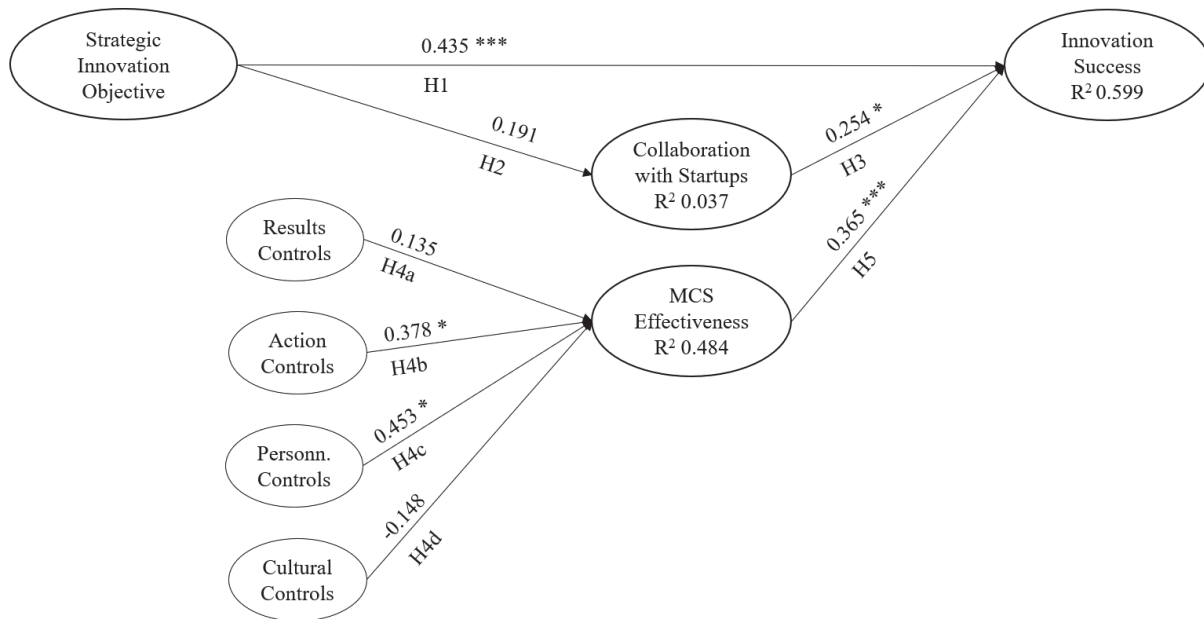 Strategic
Innovation
Objective
0.435 ***
H1
Innovation
Success
R² 0.599
0.191
H2
Collaboration
with Startups
R² 0.037
0.254 *
H3
Results
Controls
0.135
H4a
Action
Controls
0.378 *
H4b
MCS
Effectiveness
R² 0.484
0.365 ***
H5
Personn.
Controls
0.453 *
H4c
Cultural
Controls
-0.148
H4d